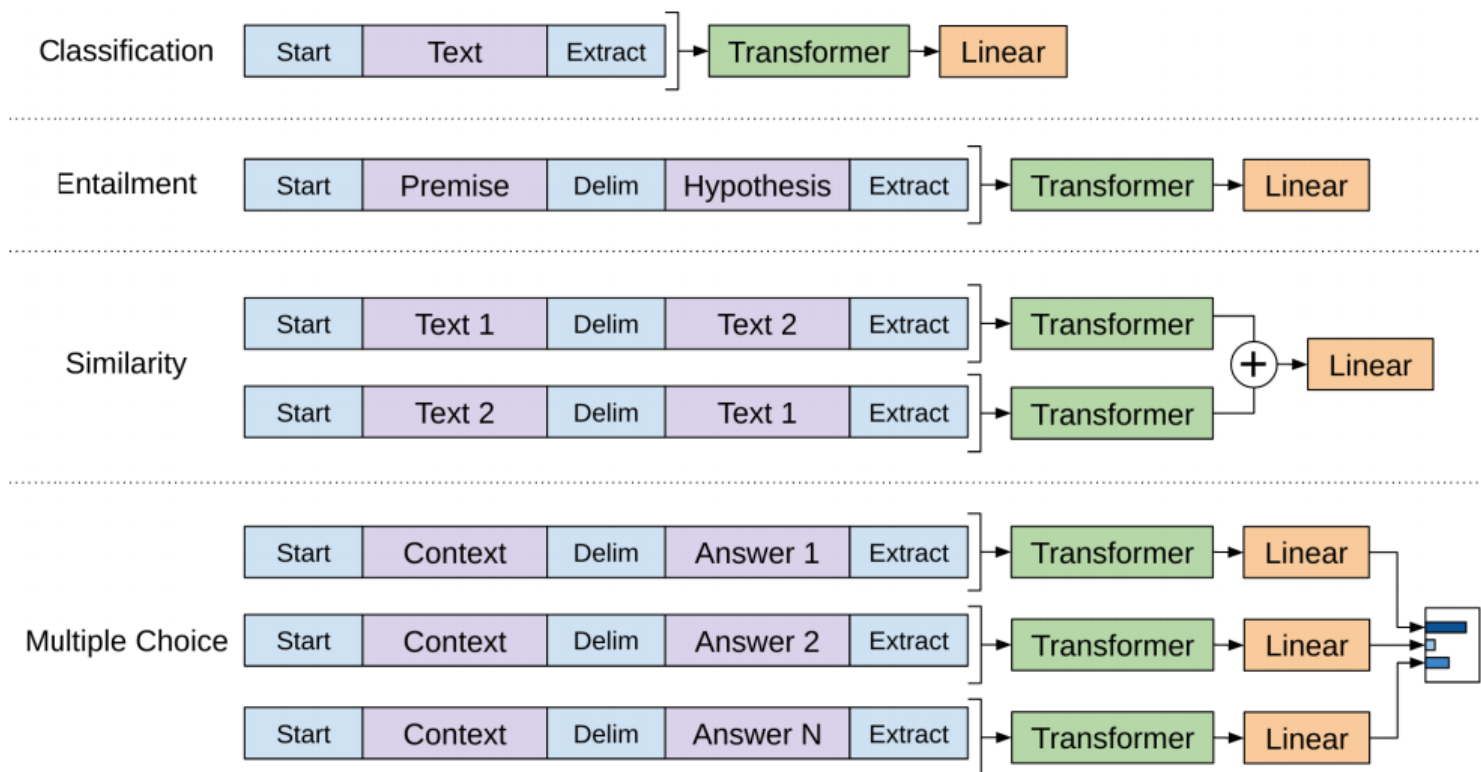 Classification Start Text Extract Transformer Linear
Entailment Start Premise Delim Hypothesis Extract Transformer Linear
Start Text 1 Delim Text 2 Extract Transformer
Similarity + Linear
Start Text 2 Delim Text 1 Extract Transformer
Start Context Delim Answer 1 Extract Transformer Linear
Multiple Choice Start Context Delim Answer 2 Extract Transformer Linear
Start Context Delim Answer N Extract Transformer Linear